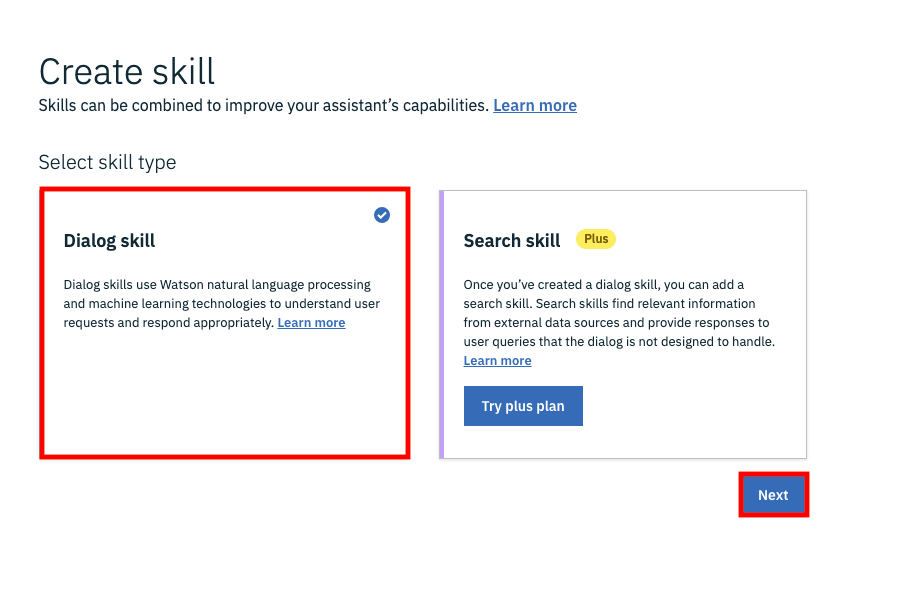 Create skill
Skills can be combined to improve your assistant’s capabilities. Learn more
Select skill type
Dialog skill
Dialog skills use Watson natural language processing
and machine learning technologies to understand user
requests and respond appropriately. Learn more
Search skill Plus
Once you’ve created a dialog skill, you can add a
search skill. Search skills find relevant information
from external data sources and provide responses to
user queries that the dialog is not designed to handle.
Learn more
Try plus plan
Next